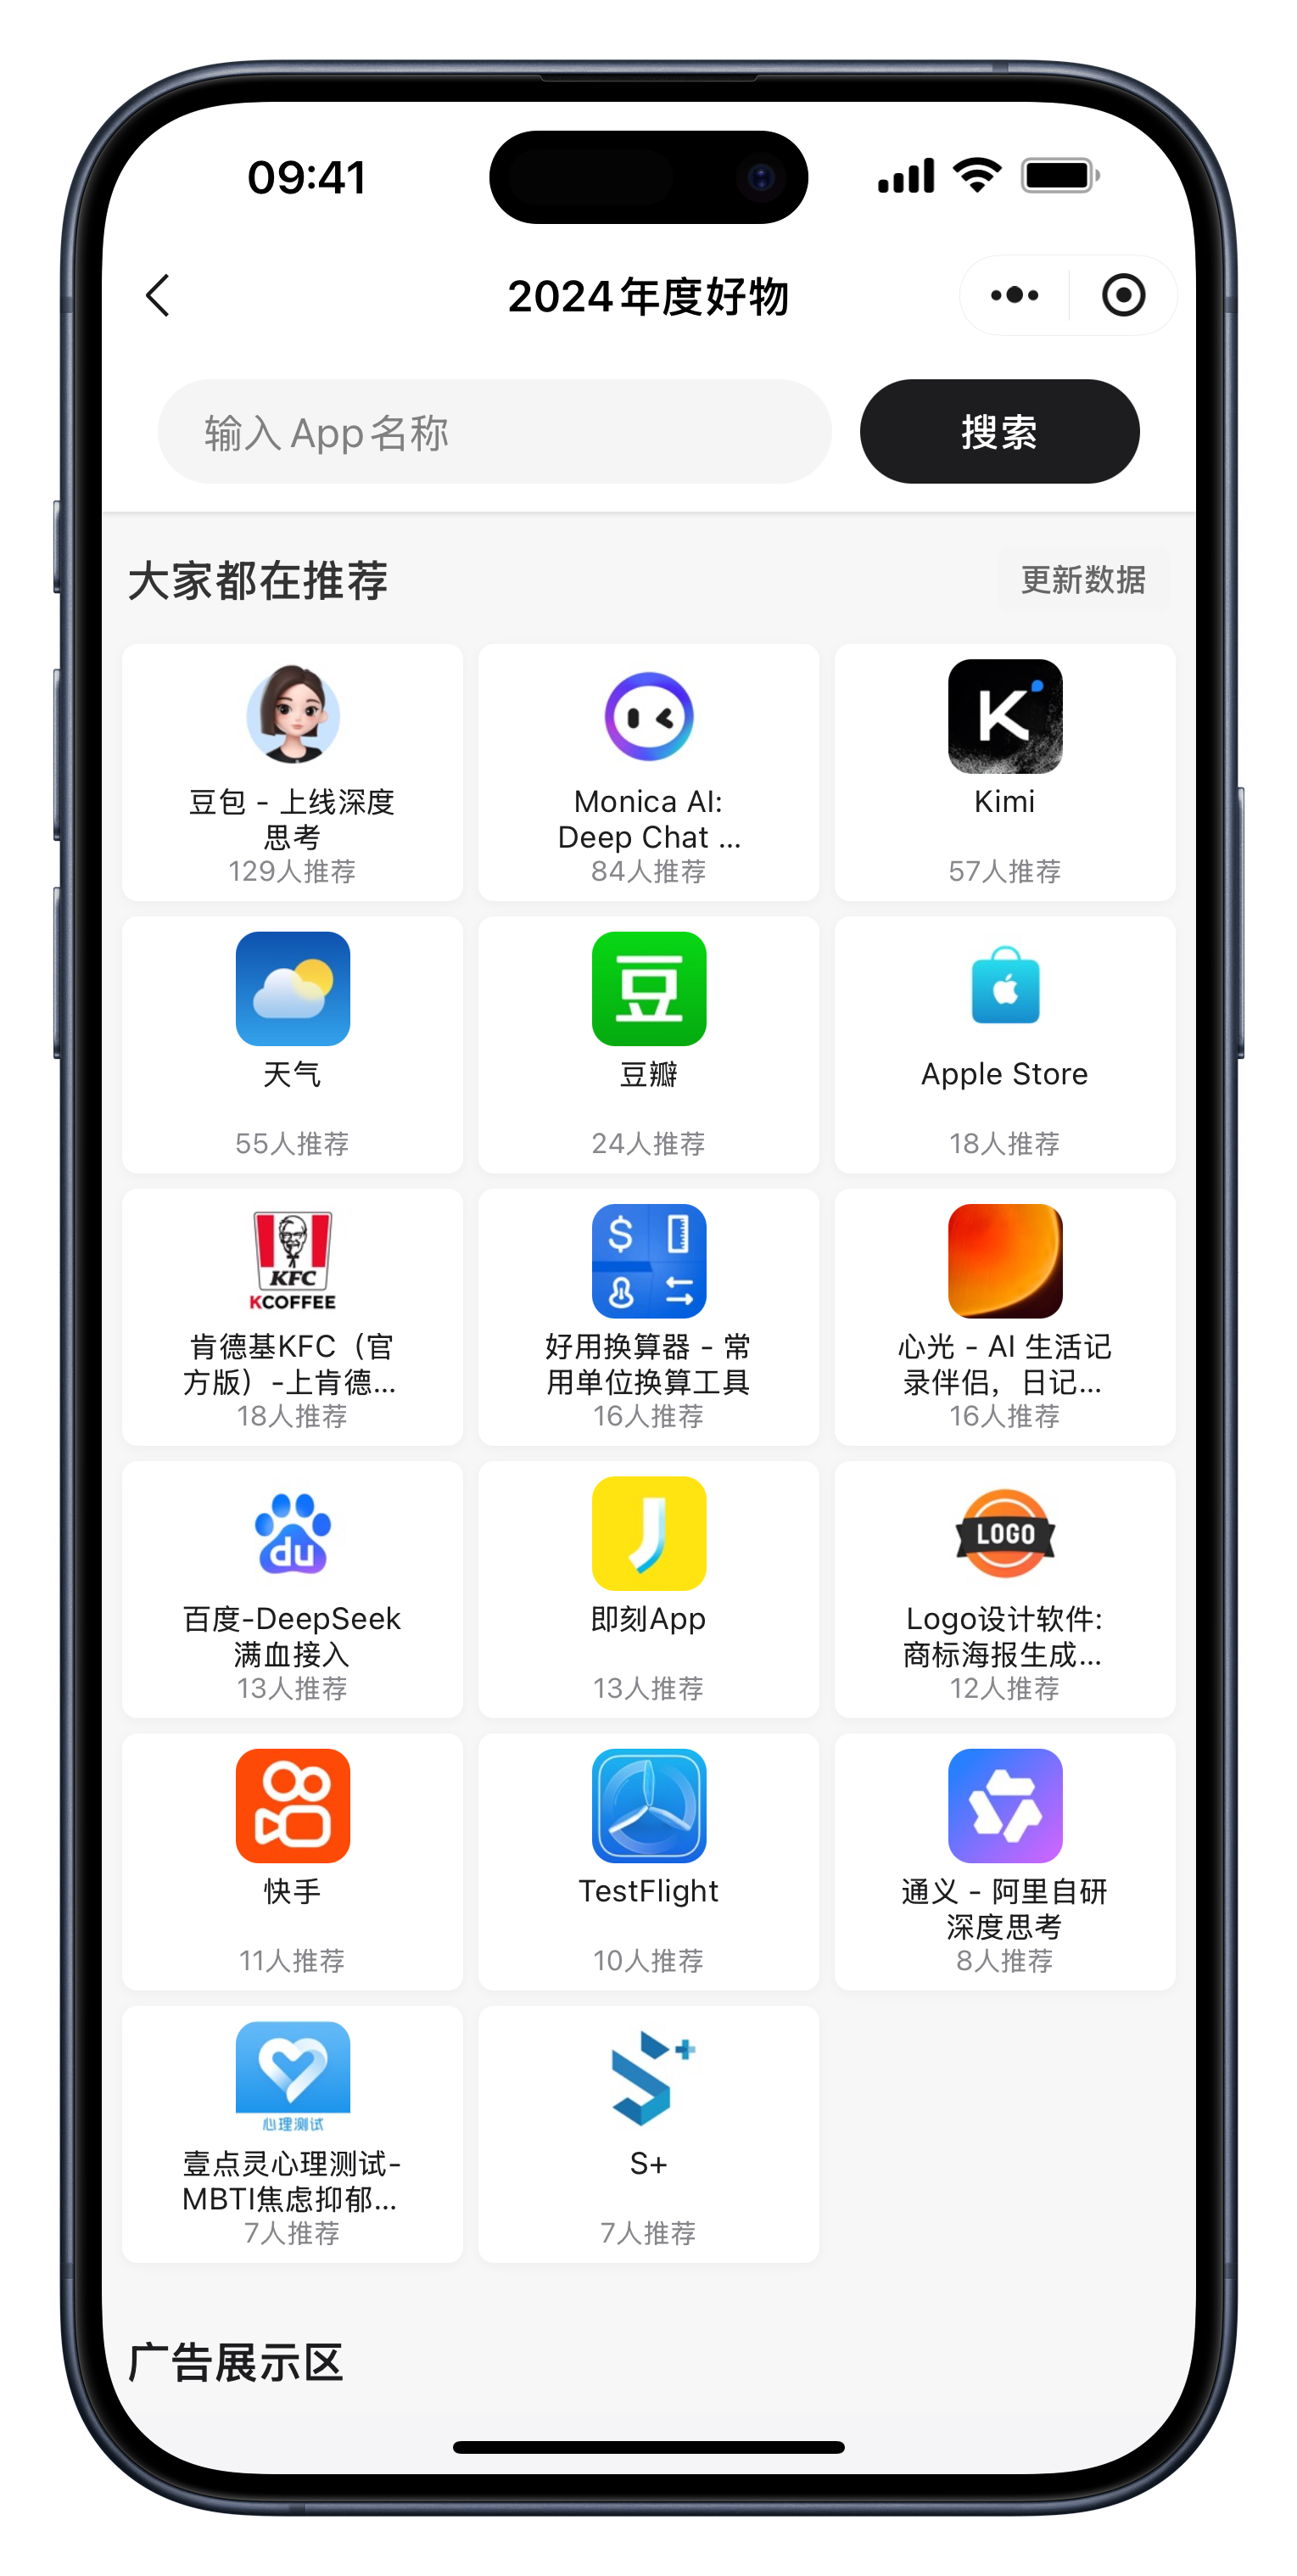 09:41
2024年度好物
输入App名称
搜索
大家都在推荐
更新数据
豆包 - 上线深度
思考
129人推荐
Monica AI:
Deep Chat ...
84人推荐
K
Kimi
57人推荐
天气
55人推荐
豆
豆瓣
24人推荐
Apple Store
18人推荐
KFC
KCOFFEE
肯德基KFC（官
方版）-上肯德...
18人推荐
$
好用换算器 - 常
用单位换算工具
16人推荐
心光 - AI 生活记
录伴侣，日记...
16人推荐
du
百度-DeepSeek
满血接入
13人推荐
即刻App
13人推荐
LOGO
Logo设计软件:
商标海报生成...
12人推荐
快手
11人推荐
TestFlight
10人推荐
通义 - 阿里自研
深度思考
8人推荐
心理测试
壹点灵心理测试-
MBTI焦虑抑郁...
7人推荐
S+
S+
7人推荐
广告展示区